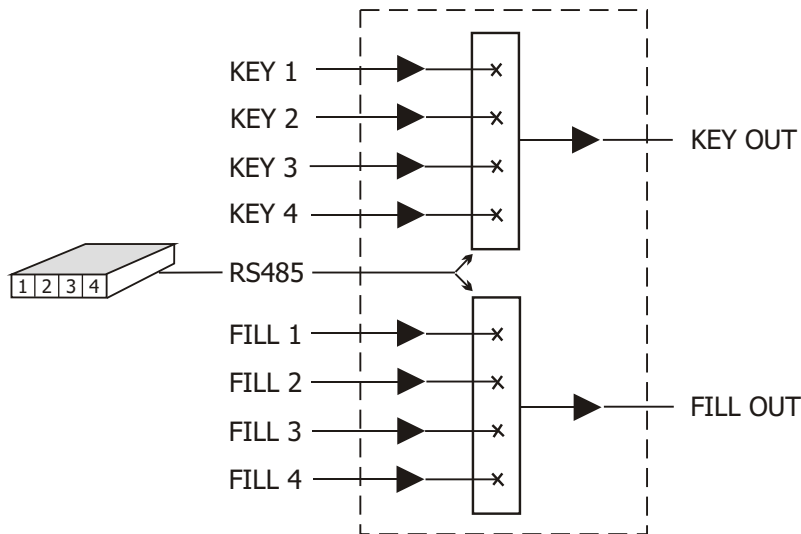 KEY 1
KEY 2
KEY OUT
KEY 3
KEY 4
RS485
1 2 3 4
FILL 1
FILL 2
FILL OUT
FILL 3
FILL 4